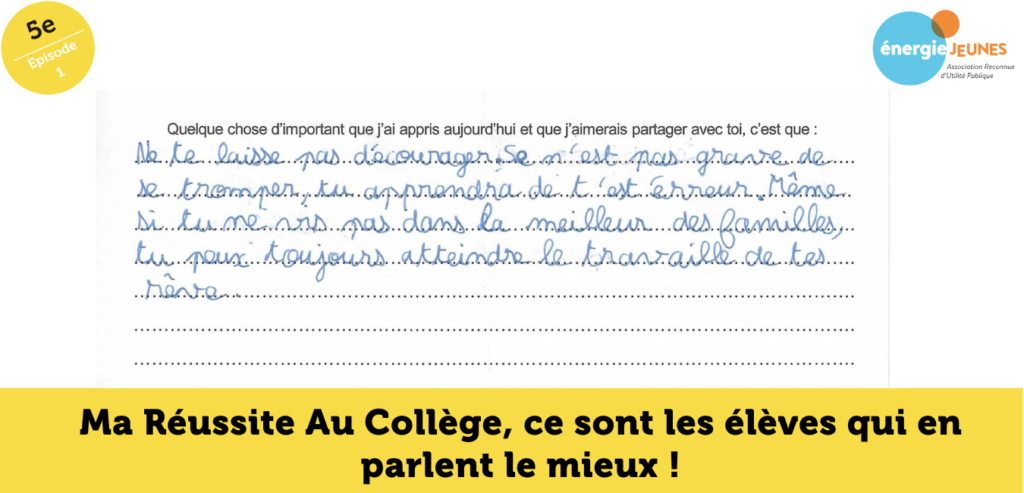 5e
Episode
1
énergie JEUNES
Association Reconnue
d'Utilité Publique
Quelque chose d'important que j'ai appris aujourd'hui et que j'aimerais partager avec toi, c'est que :
Ne te laisse pas décourager. Se n'est pas grave de
se tromper, tu apprendra de t'est érreur. Même
si tu ne vis pas dans la meilleur des familles,
tu peux toujours atteindre le travaille de tes
rêve.
Ma Réussite Au Collège, ce sont les élèves qui en
parlent le mieux !